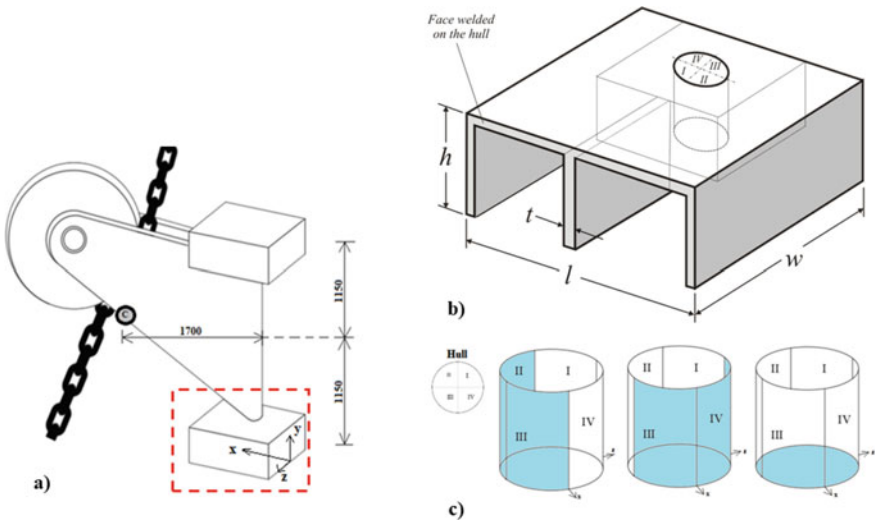 Face welded
on the hull
IV
III
I
II
h
t
l
w
b)
1150
1700
1150
y
x
z
a)
Hull
II
I
III
IV
II
I
III
IV
x
z
II
I
III
IV
x
z
II
I
III
IV
x
z
c)